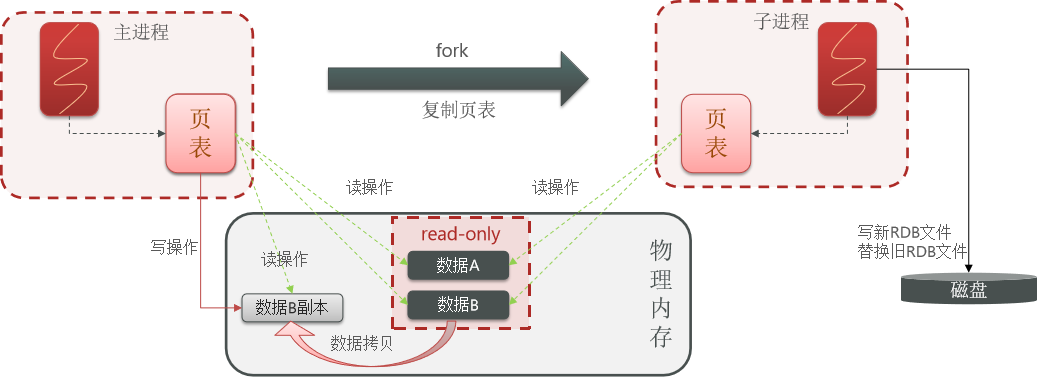 主进程
子进程
fork
复制页表
页
表
页
表
读操作
读操作
写操作
读操作
read-only
数据A
数据B
数据B副本
数据拷贝
物
理
内
存
写新RDB文件
替换旧RDB文件
磁盘